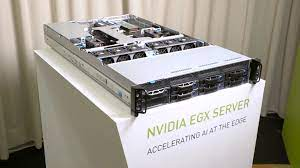 NVIDIA EGX SERVER
ACCELERATING AI AT THE EDGE